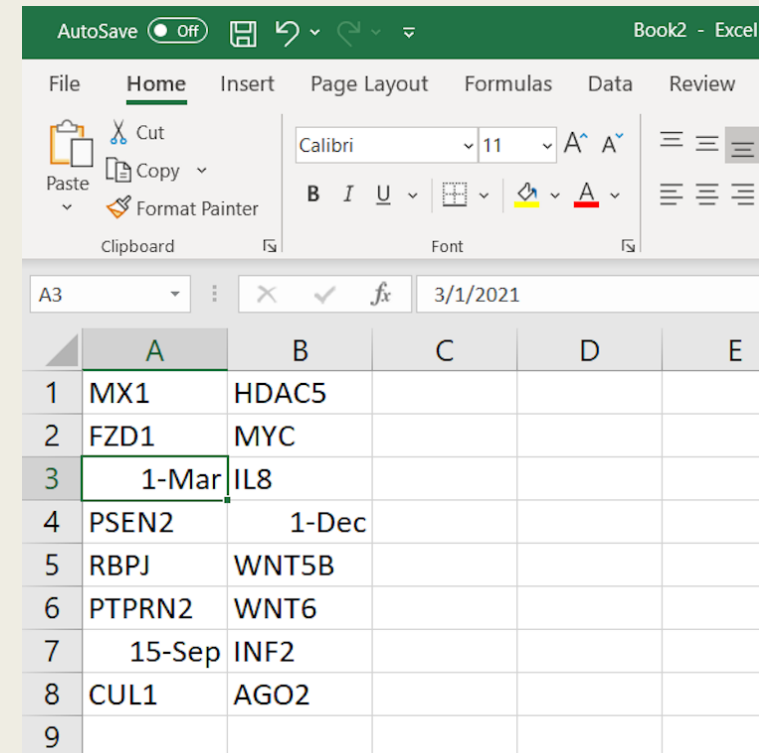 AutoSave Off Book2 - Excel
File Home Insert Page Layout Formulas Data Review
Cut
Copy
Paste
Format Painter
Calibri 11 A A
B I U A
Clipboard Font
A3 fx 3/1/2021
A B C D E
1 MX1 HDAC5
2 FZD1 MYC
3 1-Mar IL8
4 PSEN2 1-Dec
5 RBPJ WNT5B
6 PTPRN2 WNT6
7 15-Sep INF2
8 CUL1 AGO2
9